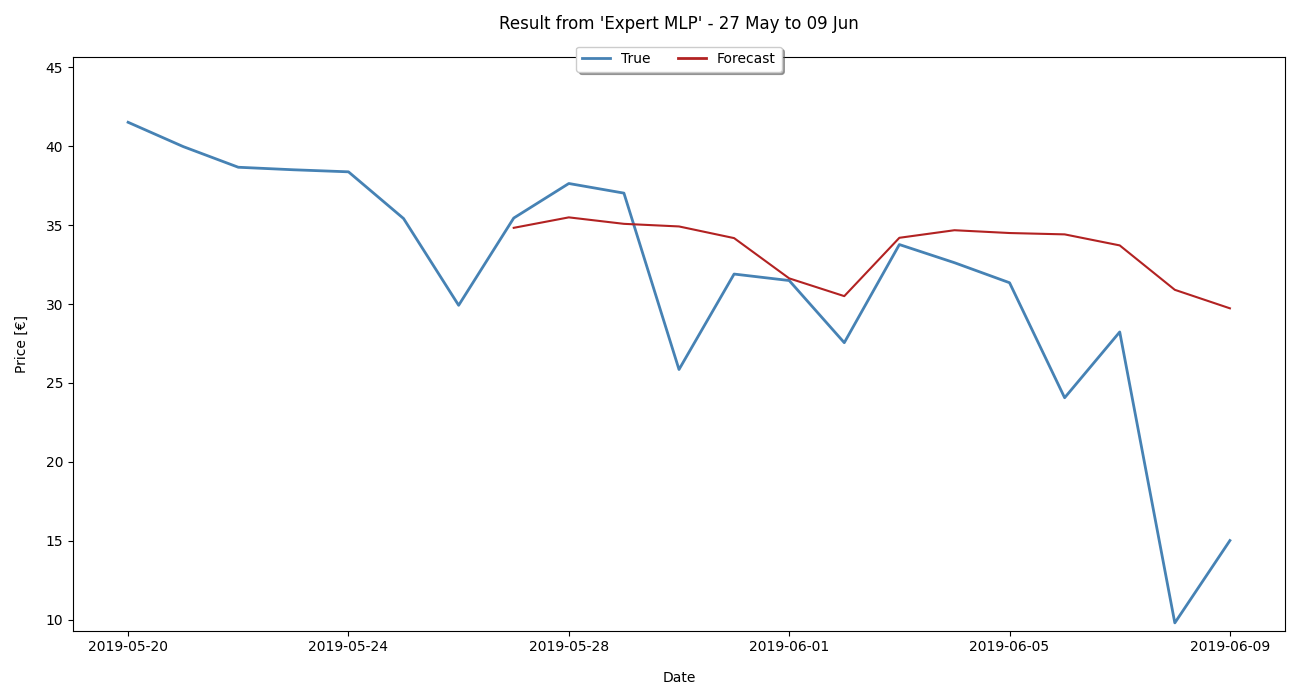 Result from 'Expert MLP' - 27 May to 09 Jun
True Forecast
45
40
35
30
25
20
15
10
Price [€]
2019-05-20 2019-05-24 2019-05-28 2019-06-01 2019-06-05 2019-06-09
Date